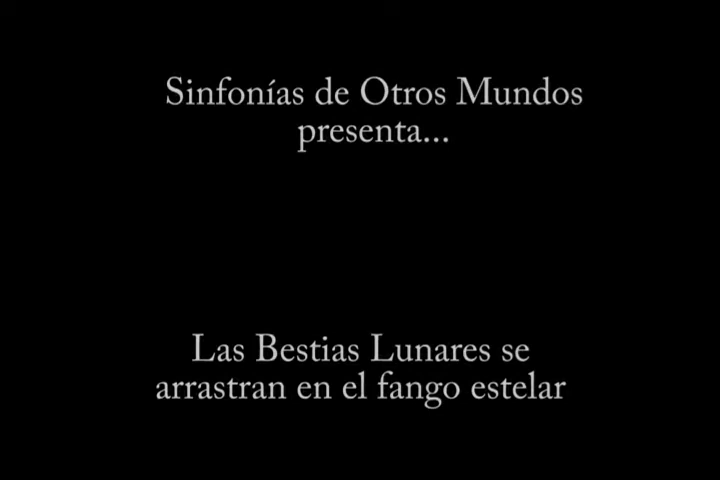 Sinfonías de Otros Mundos
presenta...
Las Bestias Lunares se
arrastran en el fango estelar